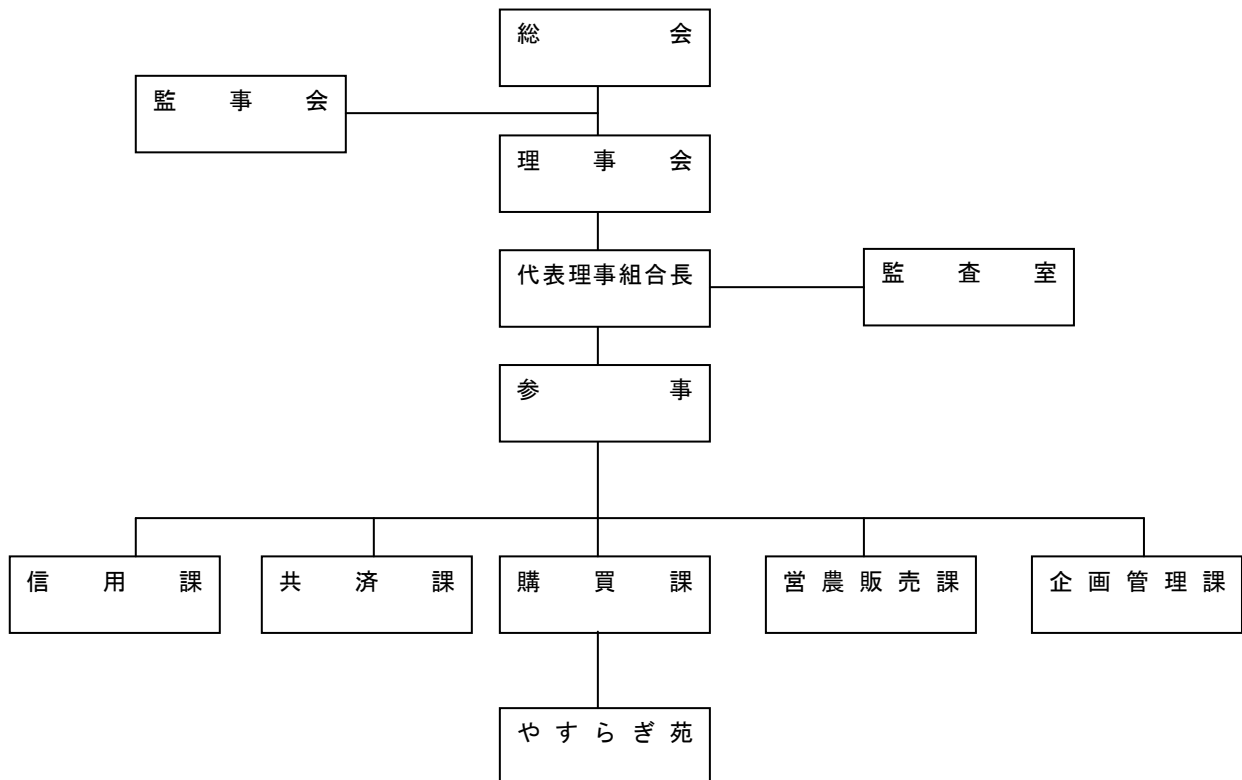 総会
監事会
理事会
代表理事組合長
監査室
参事
信用課
共済課
購買課
営農販売課
企画管理課
やすらぎ苑